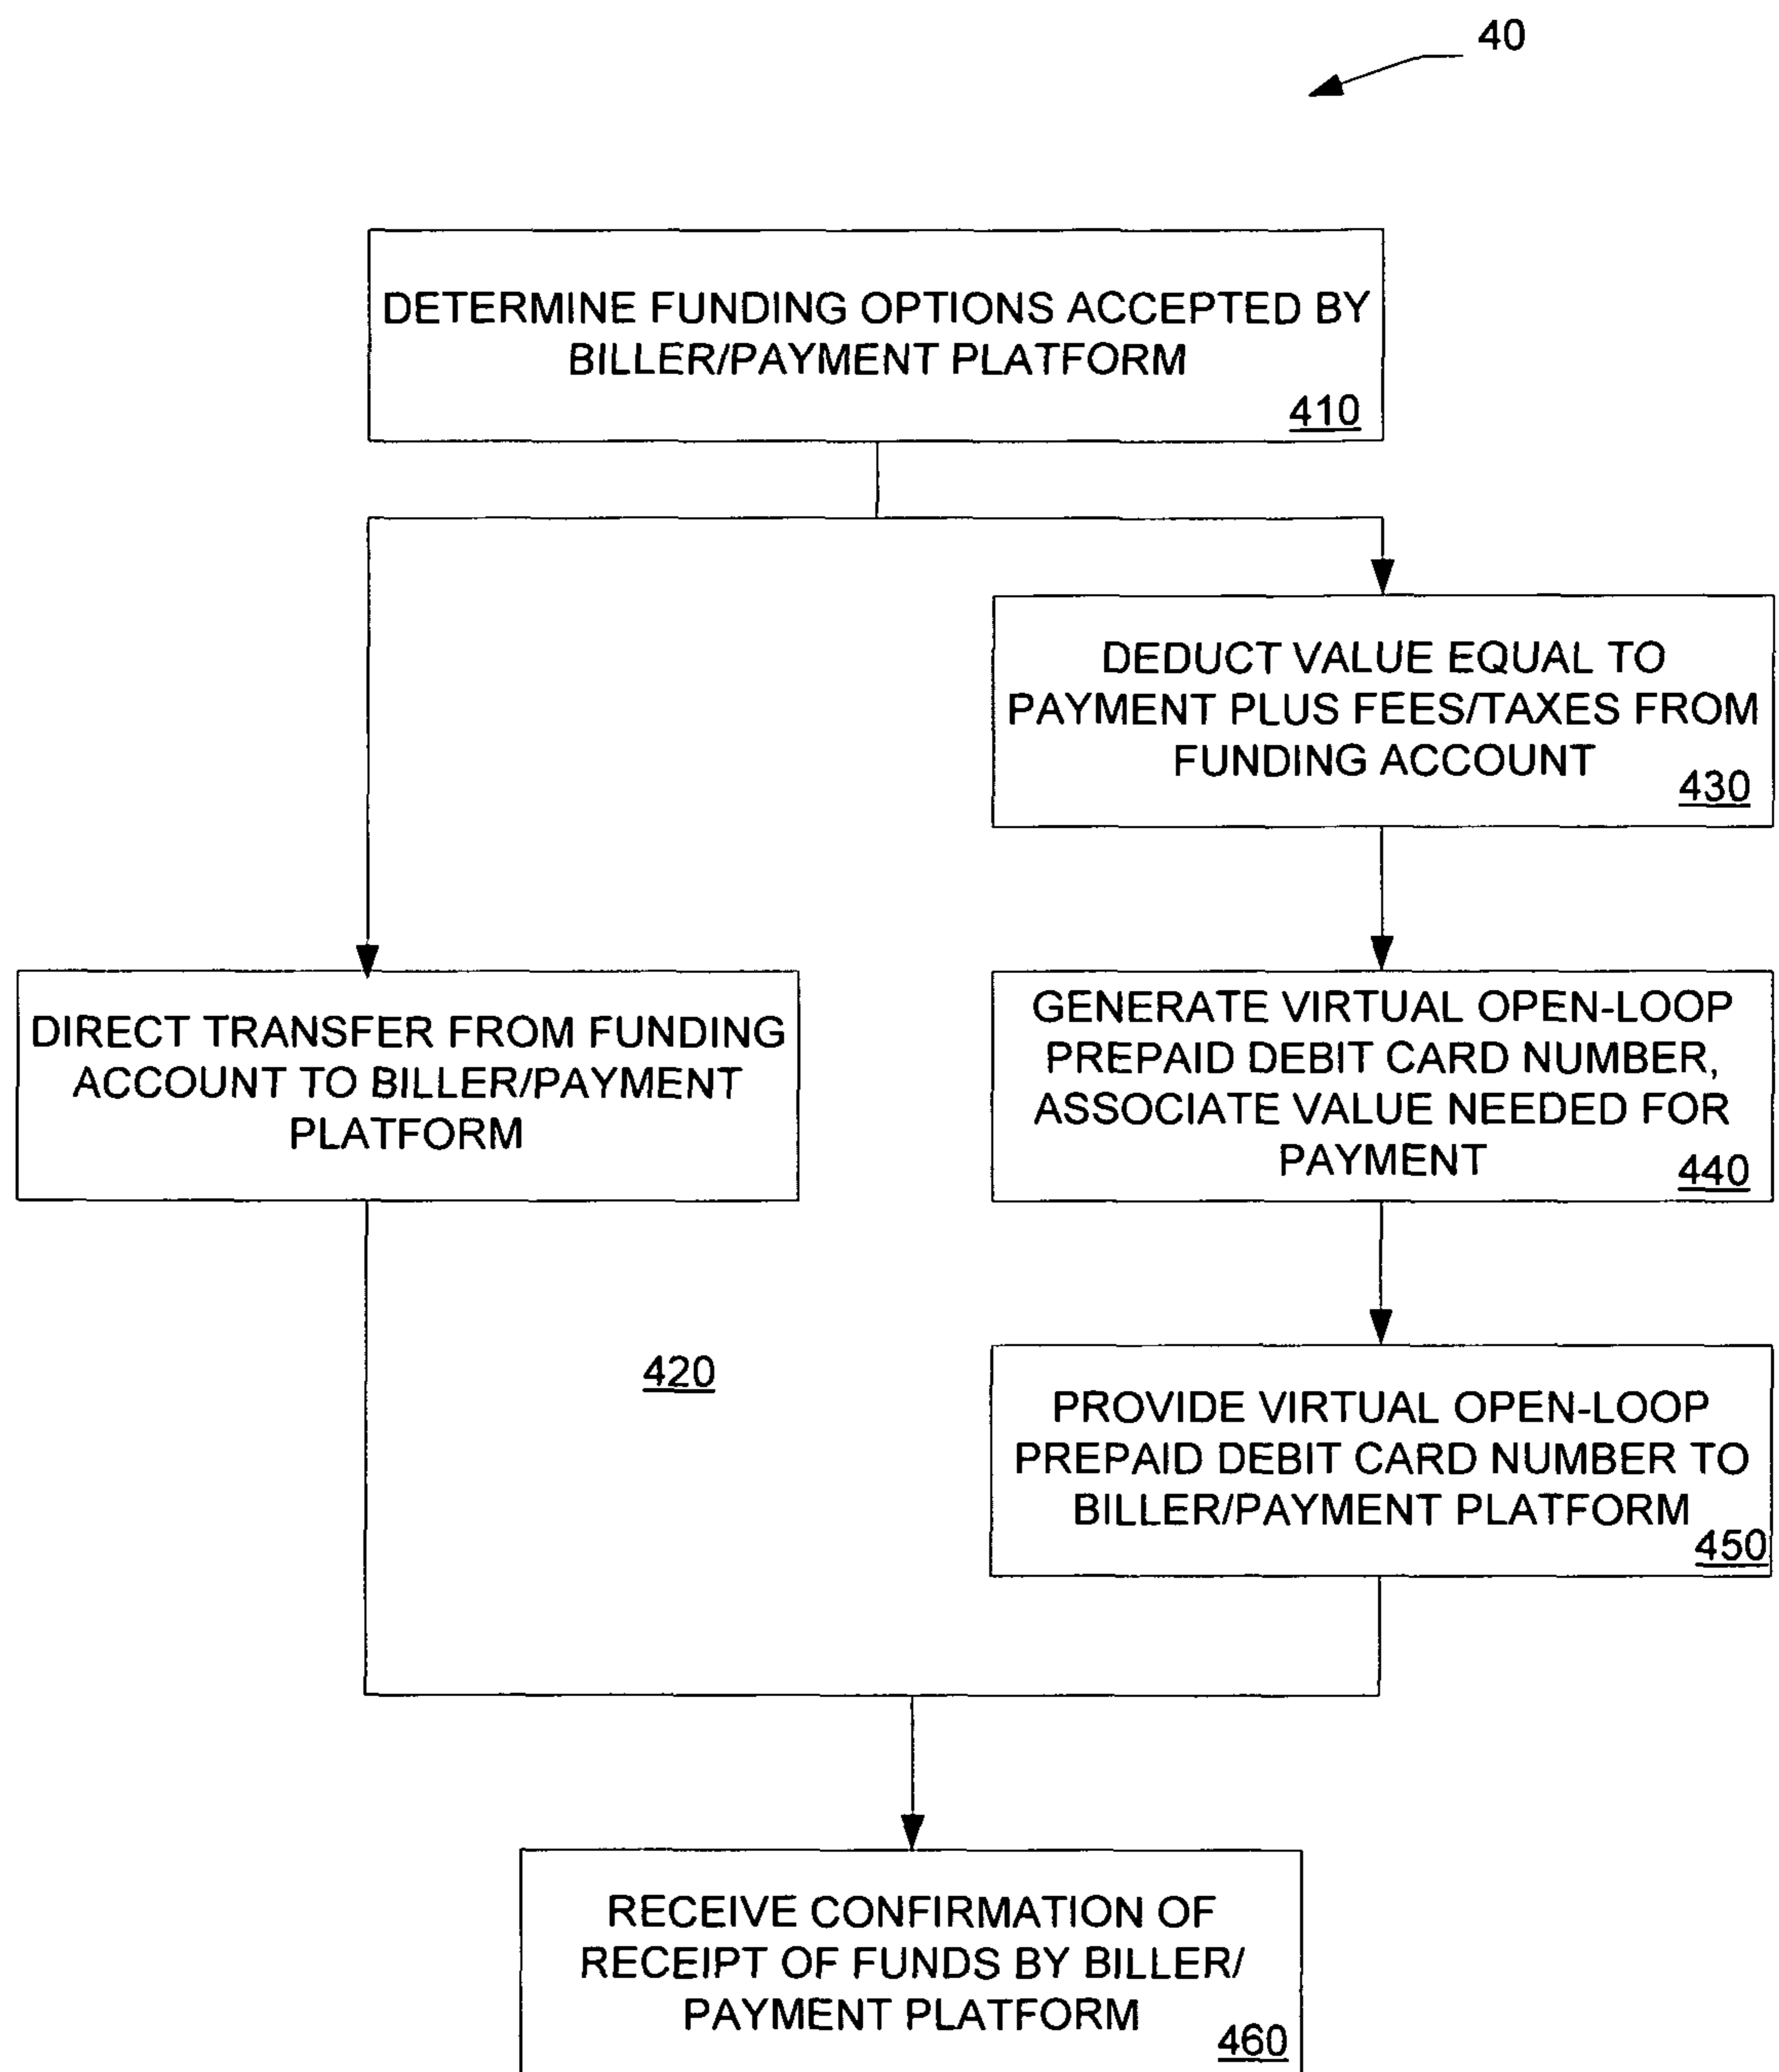 40
DETERMINE FUNDING OPTIONS ACCEPTED BY
BILLER/PAYMENT PLATFORM
410
DEDUCT VALUE EQUAL TO
PAYMENT PLUS FEES/TAXES FROM
FUNDING ACCOUNT
430
DIRECT TRANSFER FROM FUNDING
ACCOUNT TO BILLER/PAYMENT
PLATFORM
420
GENERATE VIRTUAL OPEN-LOOP
PREPAID DEBIT CARD NUMBER,
ASSOCIATE VALUE NEEDED FOR
PAYMENT
440
PROVIDE VIRTUAL OPEN-LOOP
PREPAID DEBIT CARD NUMBER TO
BILLER/PAYMENT PLATFORM
450
RECEIVE CONFIRMATION OF
RECEIPT OF FUNDS BY BILLER/
PAYMENT PLATFORM
460